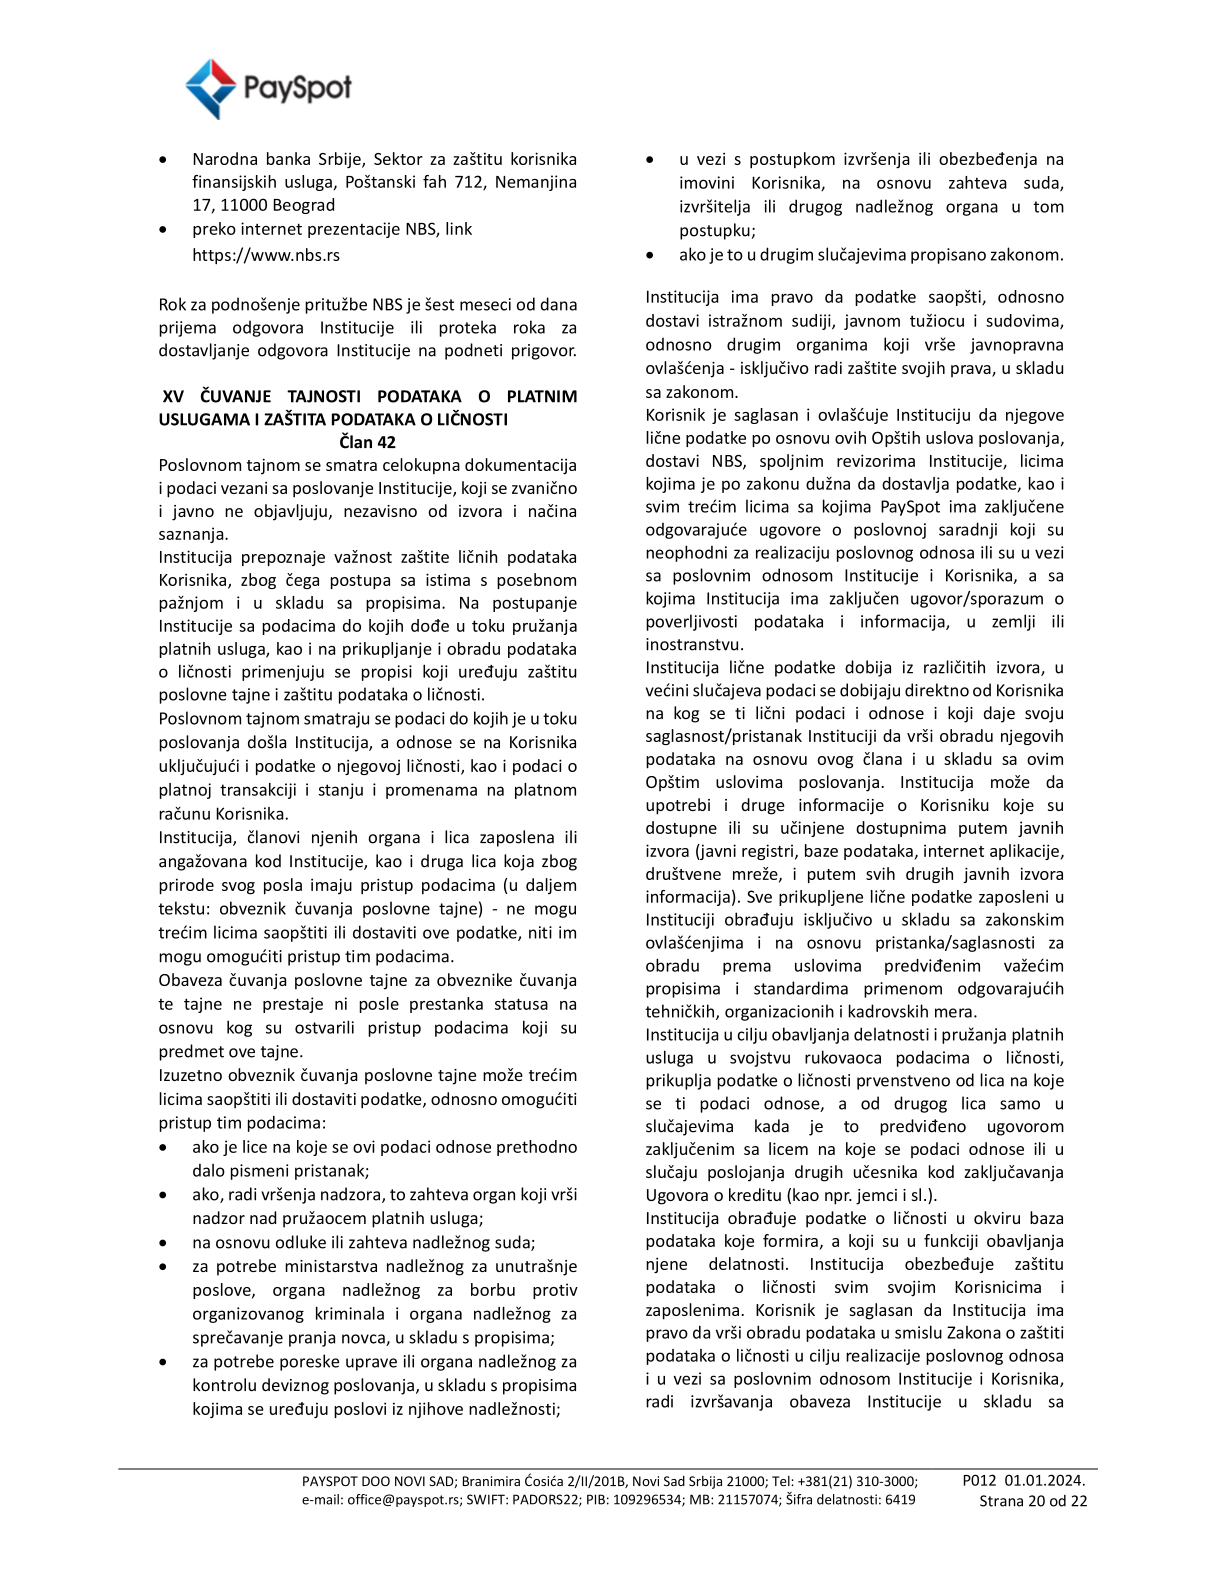 PaySpot
• Narodna banka Srbije, Sektor za zaštitu korisnika
finansijskih usluga, Poštanski fah 712, Nemanjina
17, 11000 Beograd
• preko internet prezentacije NBS, link
https://www.nbs.rs
Rok za podnošenje pritužbe NBS je šest meseci od dana
prijema odgovora Institucije ili proteka roka za
dostavljanje odgovora Institucije na podneti prigovor.
XV ČUVANJE TAJNOSTI PODATAKA O PLATNIM
USLUGAMA I ZAŠTITA PODATAKA O LIČNOSTI
Član 42
Poslovnom tajnom se smatra celokupna dokumentacija
i podaci vezani sa poslovanje Institucije, koji se zvanično
i javno ne objavljuju, nezavisno od izvora i načina
saznanja.
Institucija prepoznaje važnost zaštite ličnih podataka
Korisnika, zbog čega postupa sa istima s posebnom
pažnjom i u skladu sa propisima. Na postupanje
Institucije sa podacima do kojih dođe u toku pružanja
platnih usluga, kao i na prikupljanje i obradu podataka
o ličnosti primenjuju se propisi koji uređuju zaštitu
poslovne tajne i zaštitu podataka o ličnosti.
Poslovnom tajnom smatraju se podaci do kojih je u toku
poslovanja došla Institucija, a odnose se na Korisnika
uključujući i podatke o njegovoj ličnosti, kao i podaci o
platnoj transakciji i stanju i promenama na platnom
računu Korisnika.
Institucija, članovi njenih organa i lica zaposlena ili
angažovana kod Institucije, kao i druga lica koja zbog
prirode svog posla imaju pristup podacima (u daljem
tekstu: obveznik čuvanja poslovne tajne) - ne mogu
trećim licima saopštiti ili dostaviti ove podatke, niti im
mogu omogućiti pristup tim podacima.
Obaveza čuvanja poslovne tajne za obveznike čuvanja
te tajne ne prestaje ni posle prestanka statusa na
osnovu kog su ostvarili pristup podacima koji su
predmet ove tajne.
Izuzetno obveznik čuvanja poslovne tajne može trećim
licima saopštiti ili dostaviti podatke, odnosno omogućiti
pristup tim podacima:
• ako je lice na koje se ovi podaci odnose prethodno
dalo pismeni pristanak;
• ako, radi vršenja nadzora, to zahteva organ koji vrši
nadzor nad pružaocem platnih usluga;
• na osnovu odluke ili zahteva nadležnog suda;
• za potrebe ministarstva nadležnog za unutrašnje
poslove, organa nadležnog za borbu protiv
organizovanog kriminala i organa nadležnog za
sprečavanje pranja novca, u skladu s propisima;
• za potrebe poreske uprave ili organa nadležnog za
kontrolu deviznog poslovanja, u skladu s propisima
kojima se uređuju poslovi iz njihove nadležnosti;
• u vezi s postupkom izvršenja ili obezbeđenja na
imovini Korisnika, na osnovu zahteva suda,
izvršitelja ili drugog nadležnog organa u tom
postupku;
• ako je to u drugim slučajevima propisano zakonom.
Institucija ima pravo da podatke saopšti, odnosno
dostavi istražnom sudiji, javnom tužiocu i sudovima,
odnosno drugim organima koji vrše javnopravna
ovlašćenja - isključivo radi zaštite svojih prava, u skladu
sa zakonom.
Korisnik je saglasan i ovlašćuje Instituciju da njegove
lične podatke po osnovu ovih Opštih uslova poslovanja,
dostavi NBS, spoljnim revizorima Institucije, licima
kojima je po zakonu dužna da dostavlja podatke, kao i
svim trećim licima sa kojima PaySpot ima zaključene
odgovarajuće ugovore o poslovnoj saradnji koji su
neophodni za realizaciju poslovnog odnosa ili su u vezi
sa poslovnim odnosom Institucije i Korisnika, a sa
kojima Institucija ima zaključen ugovor/sporazum o
poverljivosti podataka i informacija, u zemlji ili
inostranstvu.
Institucija lične podatke dobija iz različitih izvora, u
većini slučajeva podaci se dobijaju direktno od Korisnika
na kog se ti lični podaci i odnose i koji daje svoju
saglasnost/pristanak Instituciji da vrši obradu njegovih
podataka na osnovu ovog člana i u skladu sa ovim
Opštim uslovima poslovanja. Institucija može da
upotrebi i druge informacije o Korisniku koje su
dostupne ili su učinjene dostupnima putem javnih
izvora (javni registri, baze podataka, internet aplikacije,
društvene mreže, i putem svih drugih javnih izvora
informacija). Sve prikupljene lične podatke zaposleni u
Instituciji obrađuju isključivo u skladu sa zakonskim
ovlašćenjima i na osnovu pristanka/saglasnosti za
obradu prema uslovima predviđenim važećim
propisima i standardima primenom odgovarajućih
tehničkih, organizacionih i kadrovskih mera.
Institucija u cilju obavljanja delatnosti i pružanja platnih
usluga u svojstvu rukovaoca podacima o ličnosti,
prikuplja podatke o ličnosti prvenstveno od lica na koje
se ti podaci odnose, a od drugog lica samo u
slučajevima kada je to predviđeno ugovorom
zaključenim sa licem na koje se podaci odnose ili u
slučaju poslojanja drugih učesnika kod zaključavanja
Ugovora o kreditu (kao npr. jemci i sl.).
Institucija obrađuje podatke o ličnosti u okviru baza
podataka koje formira, a koji su u funkciji obavljanja
njene delatnosti. Institucija obezbeđuje zaštitu
podataka o ličnosti svim svojim Korisnicima i
zaposlenima. Korisnik je saglasan da Institucija ima
pravo da vrši obradu podataka u smislu Zakona o zaštiti
podataka o ličnosti u cilju realizacije poslovnog odnosa
i u vezi sa poslovnim odnosom Institucije i Korisnika,
radi izvršavanja obaveza Institucije u skladu sa
PAYSPOT DOO NOVI SAD; Branimira Ćosića 2/II/201B, Novi Sad Srbija 21000; Tel: +381(21) 310-3000;
e-mail: office@payspot.rs; SWIFT: PADORS22; PIB: 109296534; MB: 21157074; Šifra delatnosti: 6419
P012 01.01.2024.
Strana 20 od 22